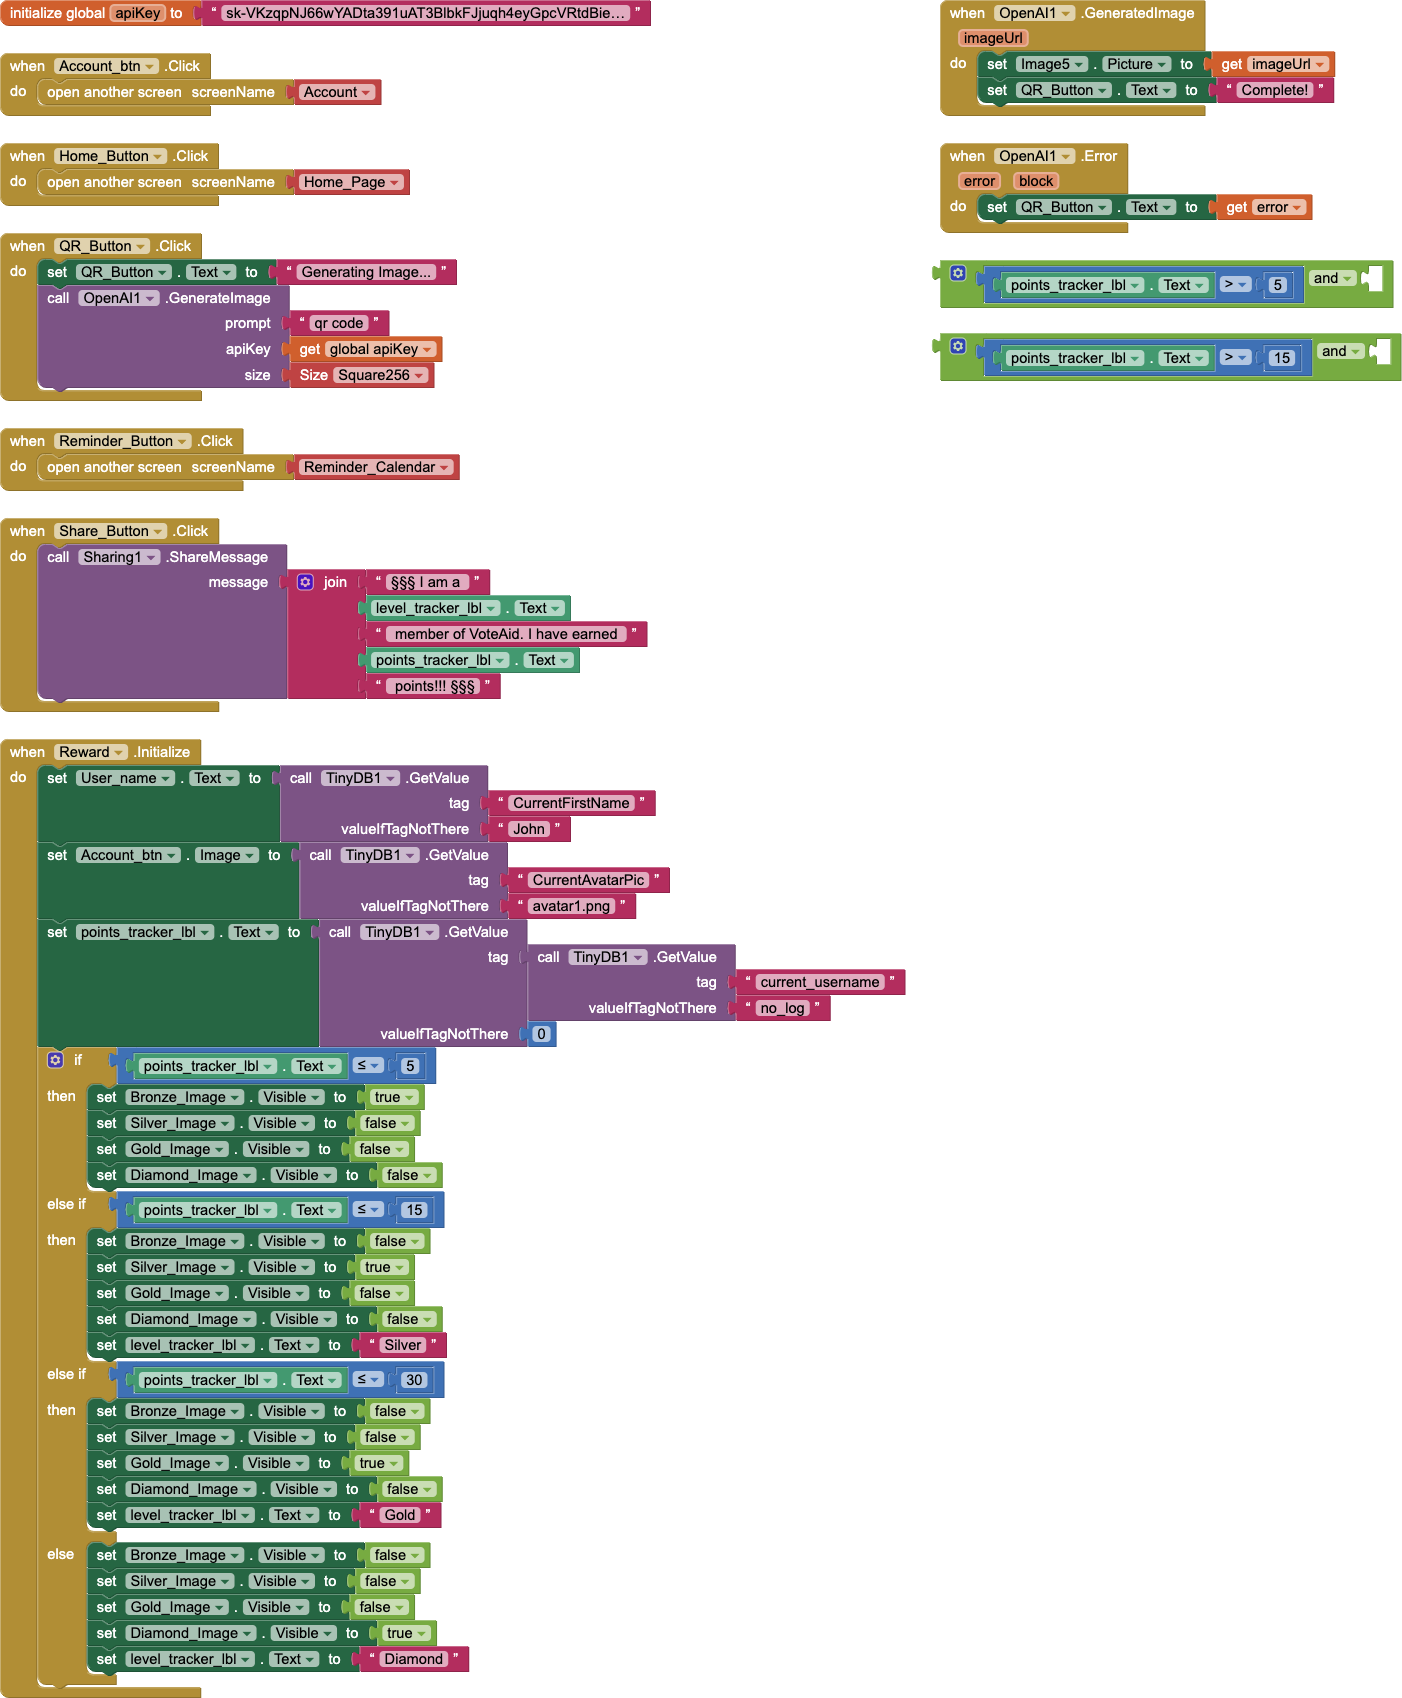 initialize global apiKey to " sk-VKzqpNJ66wYADta391uAT3BlbkFJjuqh4eyGpcVRtdBie... "
when Account_btn .Click
do open another screen screenName Account
when Home_Button .Click
do open another screen screenName Home_Page
when QR_Button .Click
do set QR_Button . Text to " Generating Image... "
call OpenAI1 .GenerateImage
prompt " qr code "
apiKey get global apiKey
size Size Square256
when Reminder_Button .Click
do open another screen screenName Reminder_Calendar
when Share_Button .Click
do call Sharing1 .ShareMessage
message join " §§§ I am a "
level_tracker_lbl . Text
" member of VoteAid. I have earned "
points_tracker_lbl . Text
" points!!! §§§ "
when Reward .Initialize
do set User_name . Text to call TinyDB1 .GetValue
tag " CurrentFirstName "
valueIfTagNotThere " John "
set Account_btn . Image to call TinyDB1 .GetValue
tag " CurrentAvatarPic "
valueIfTagNotThere " avatar1.png "
set points_tracker_lbl . Text to call TinyDB1 .GetValue
tag call TinyDB1 .GetValue
tag " current_username "
valueIfTagNotThere " no_log "
valueIfTagNotThere 0
if points_tracker_lbl . Text ≤ 5
then set Bronze_Image . Visible to true
set Silver_Image . Visible to false
set Gold_Image . Visible to false
set Diamond_Image . Visible to false
else if points_tracker_lbl . Text ≤ 15
then set Bronze_Image . Visible to false
set Silver_Image . Visible to true
set Gold_Image . Visible to false
set Diamond_Image . Visible to false
set level_tracker_lbl . Text to " Silver "
else if points_tracker_lbl . Text ≤ 30
then set Bronze_Image . Visible to false
set Silver_Image . Visible to false
set Gold_Image . Visible to true
set Diamond_Image . Visible to false
set level_tracker_lbl . Text to " Gold "
else set Bronze_Image . Visible to false
set Silver_Image . Visible to false
set Gold_Image . Visible to false
set Diamond_Image . Visible to true
set level_tracker_lbl . Text to " Diamond "
when OpenAI1 .GeneratedImage
imageUrl
do set Image5 . Picture to get imageUrl
set QR_Button . Text to " Complete! "
when OpenAI1 .Error
error block
do set QR_Button . Text to get error
points_tracker_lbl . Text > 5 and
points_tracker_lbl . Text > 15 and